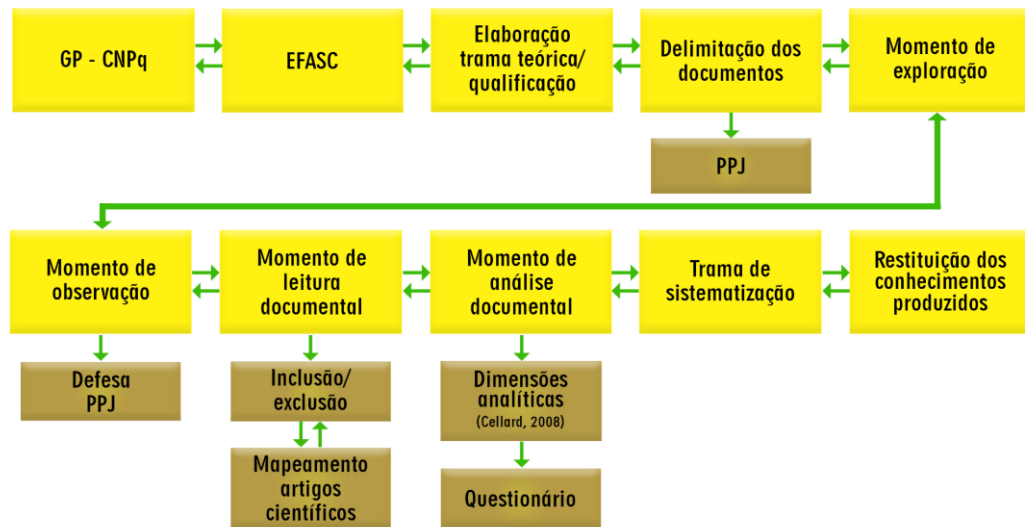 GP - CNPq
EFASC
Elaboração
trama teórica/
qualificação
Delimitação dos
documentos
Momento de
exploração
PPJ
Momento de
observação
Momento de
leitura
documental
Momento de
análise
documental
Trama de
sistematização
Restituição dos
conhecimentos
produzidos
Defesa
PPJ
Inclusão/
exclusão
Dimensões
analíticas
(Cellard, 2008)
Mapeamento
artigos
científicos
Questionário